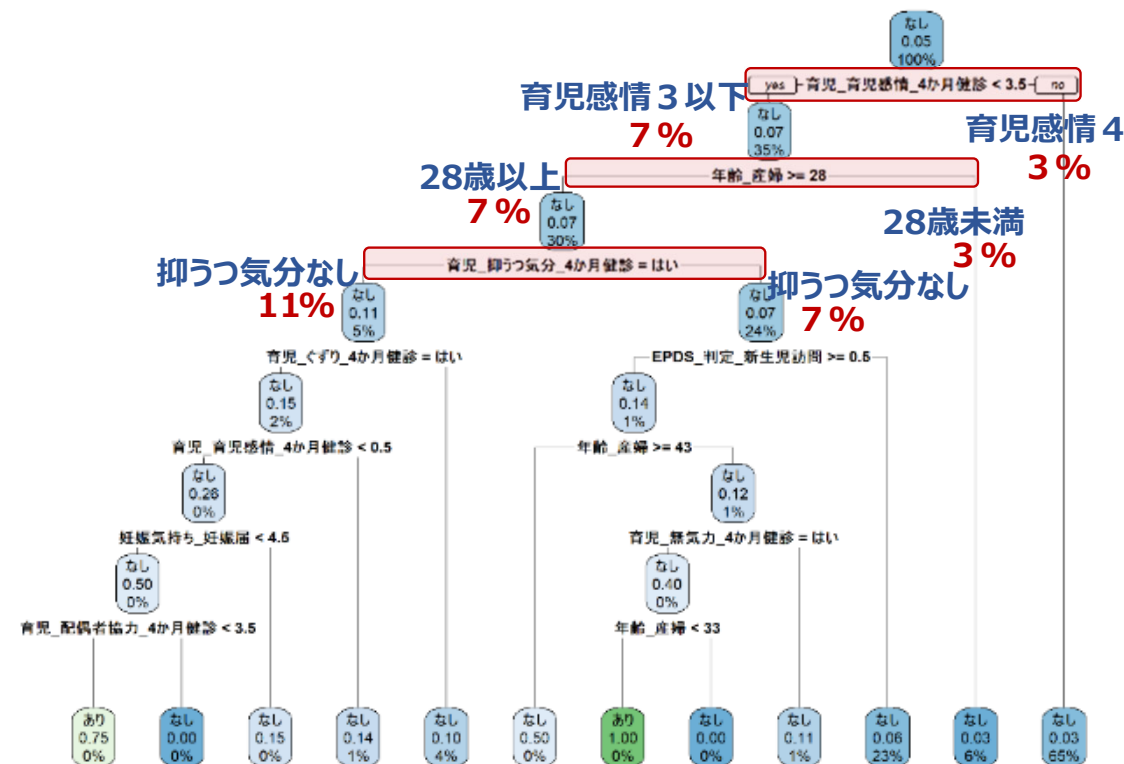 なし
0.05
100%
yes 育児_育児感情_4か月健診 < 3.5 no
育児感情３以下
７％
なし
0.07
35%
育児感情４
３％
年齢_産婦 >= 28
28歳以上
７％
なし
0.07
30%
28歳未満
３％
育児_抑うつ気分_4か月健診 = はい
抑うつ気分なし
11%
なし
0.11
5%
なし
0.07
24%
抑うつ気分なし
７％
育児_ぐずり_4か月健診 = はい
EPDS_判定_新生児訪問 >= 0.5
なし
0.15
2%
なし
0.14
1%
育児_育児感情_4か月健診 < 0.5
年齢_産婦 >= 43
なし
0.26
0%
なし
0.12
1%
妊娠気持ち_妊娠届 < 4.5
育児_無気力_4か月健診 = はい
なし
0.50
0%
なし
0.40
0%
育児_配偶者協力_4か月健診 < 3.5
年齢_産婦 < 33
あり
0.75
0%
なし
0.00
0%
なし
0.15
0%
なし
0.14
1%
なし
0.10
4%
なし
0.50
0%
あり
1.00
0%
なし
0.00
0%
なし
0.11
1%
なし
0.06
23%
なし
0.03
6%
なし
0.03
65%